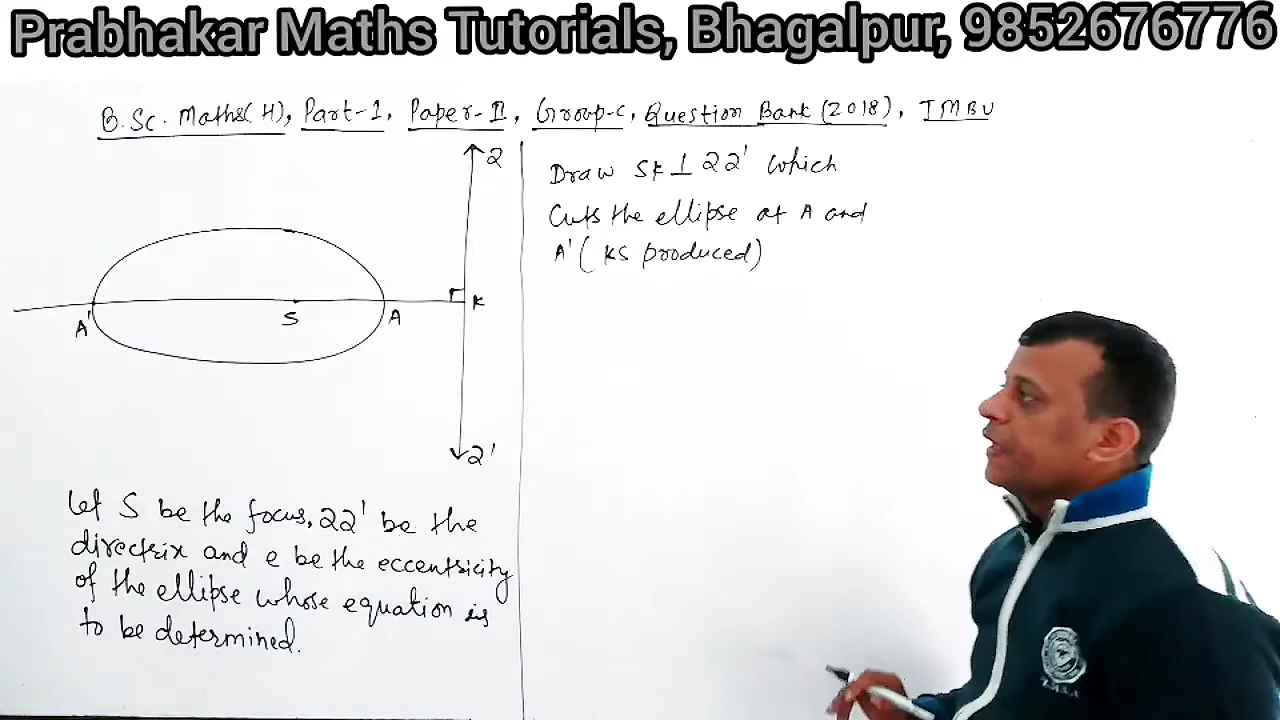 Prabhakar Maths Tutorials, Bhagalpur, 9852676776
B.Sc. Maths(H), Part-1, Paper-II, Group-C, Question Bank (2018), TMBU
Z
K
A'
S
A
Z'
Let S be the focus, ZZ' be the
directrix and e be the eccentricity
of the ellipse whose equation is
to be determined.
Draw SK ⊥ ZZ' which
Cuts the ellipse at A and
A' ( KS produced)